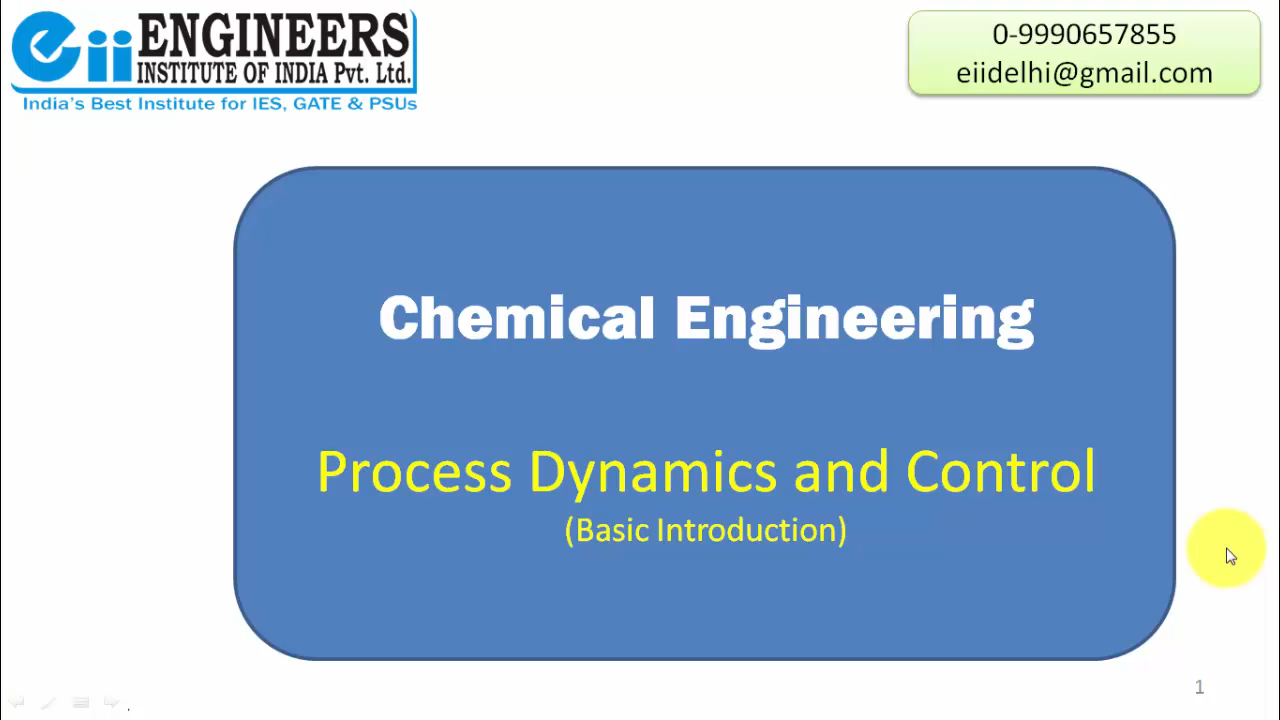 eii ENGINEERS
INSTITUTE OF INDIA Pvt. Ltd.
India's Best Institute for IES, GATE & PSUs
0-9990657855
eiidelhi@gmail.com
Chemical Engineering
Process Dynamics and Control
(Basic Introduction)
1